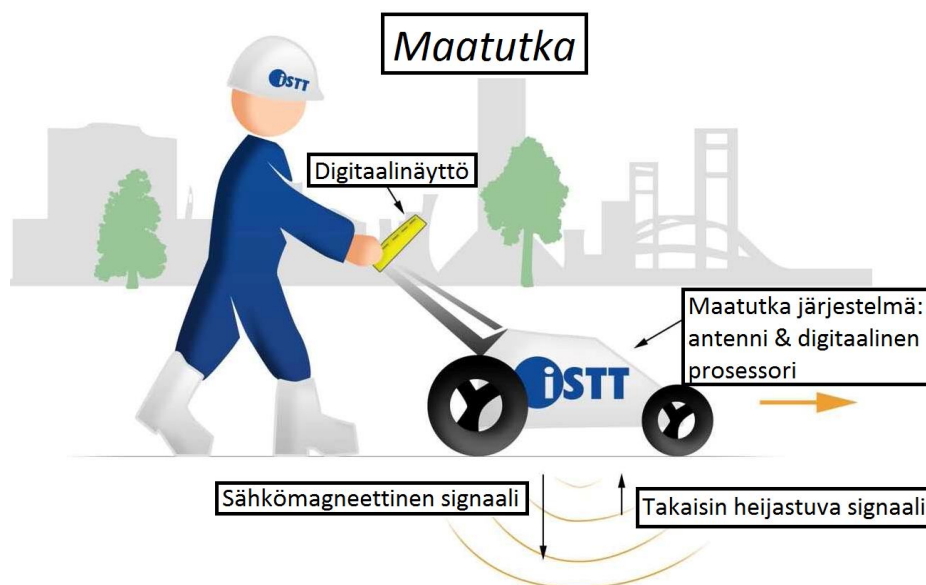 Maatutka
iSTT
Digitaalinäyttö
Maatutka järjestelmä:
antenni & digitaalinen
prosessori
iSTT
Sähkömagneettinen signaali
Takaisin heijastuva signaali